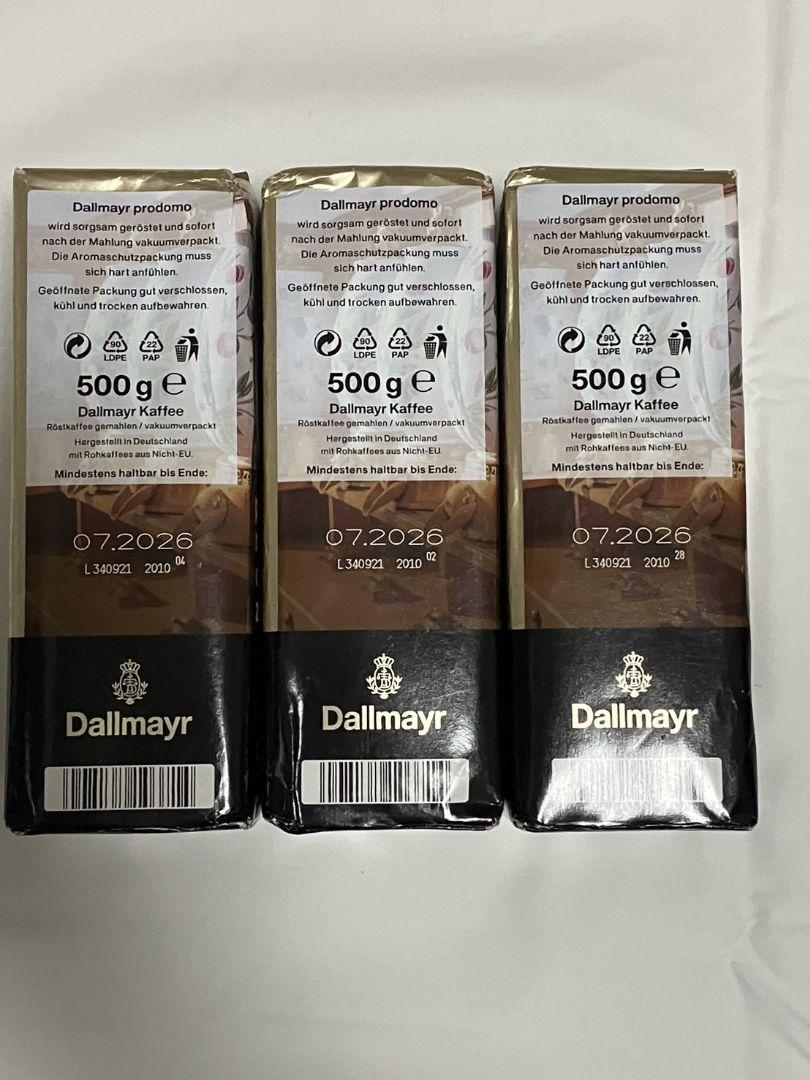 Dallmayr prodomo
wird sorgsam geröstet und sofort
nach der Mahlung vakuumverpackt.
Die Aromaschutzpackung muss
sich hart anfühlen.
Geöffnete Packung gut verschlossen,
kühl und trocken aufbewahren.
90
LDPE
22
PAP
500 g ℮
Dallmayr Kaffee
Röstkaffee gemahlen / vakuumverpackt
Hergestellt in Deutschland
mit Rohkaffees aus Nicht-EU.
Mindestens haltbar bis Ende:
07.2026
L340921 2010 04
Dallmayr
Dallmayr prodomo
wird sorgsam geröstet und sofort
nach der Mahlung vakuumverpackt.
Die Aromaschutzpackung muss
sich hart anfühlen.
Geöffnete Packung gut verschlossen,
kühl und trocken aufbewahren.
90
LDPE
22
PAP
500 g ℮
Dallmayr Kaffee
Röstkaffee gemahlen / vakuumverpackt
Hergestellt in Deutschland
mit Rohkaffees aus Nicht-EU.
Mindestens haltbar bis Ende:
07.2026
L340921 2010 02
Dallmayr
Dallmayr prodomo
wird sorgsam geröstet und sofort
nach der Mahlung vakuumverpackt.
Die Aromaschutzpackung muss
sich hart anfühlen.
Geöffnete Packung gut verschlossen,
kühl und trocken aufbewahren.
90
LDPE
22
PAP
500 g ℮
Dallmayr Kaffee
Röstkaffee gemahlen / vakuumverpackt
Hergestellt in Deutschland
mit Rohkaffees aus Nicht-EU.
Mindestens haltbar bis Ende:
07.2026
L340921 2010 28
Dallmayr